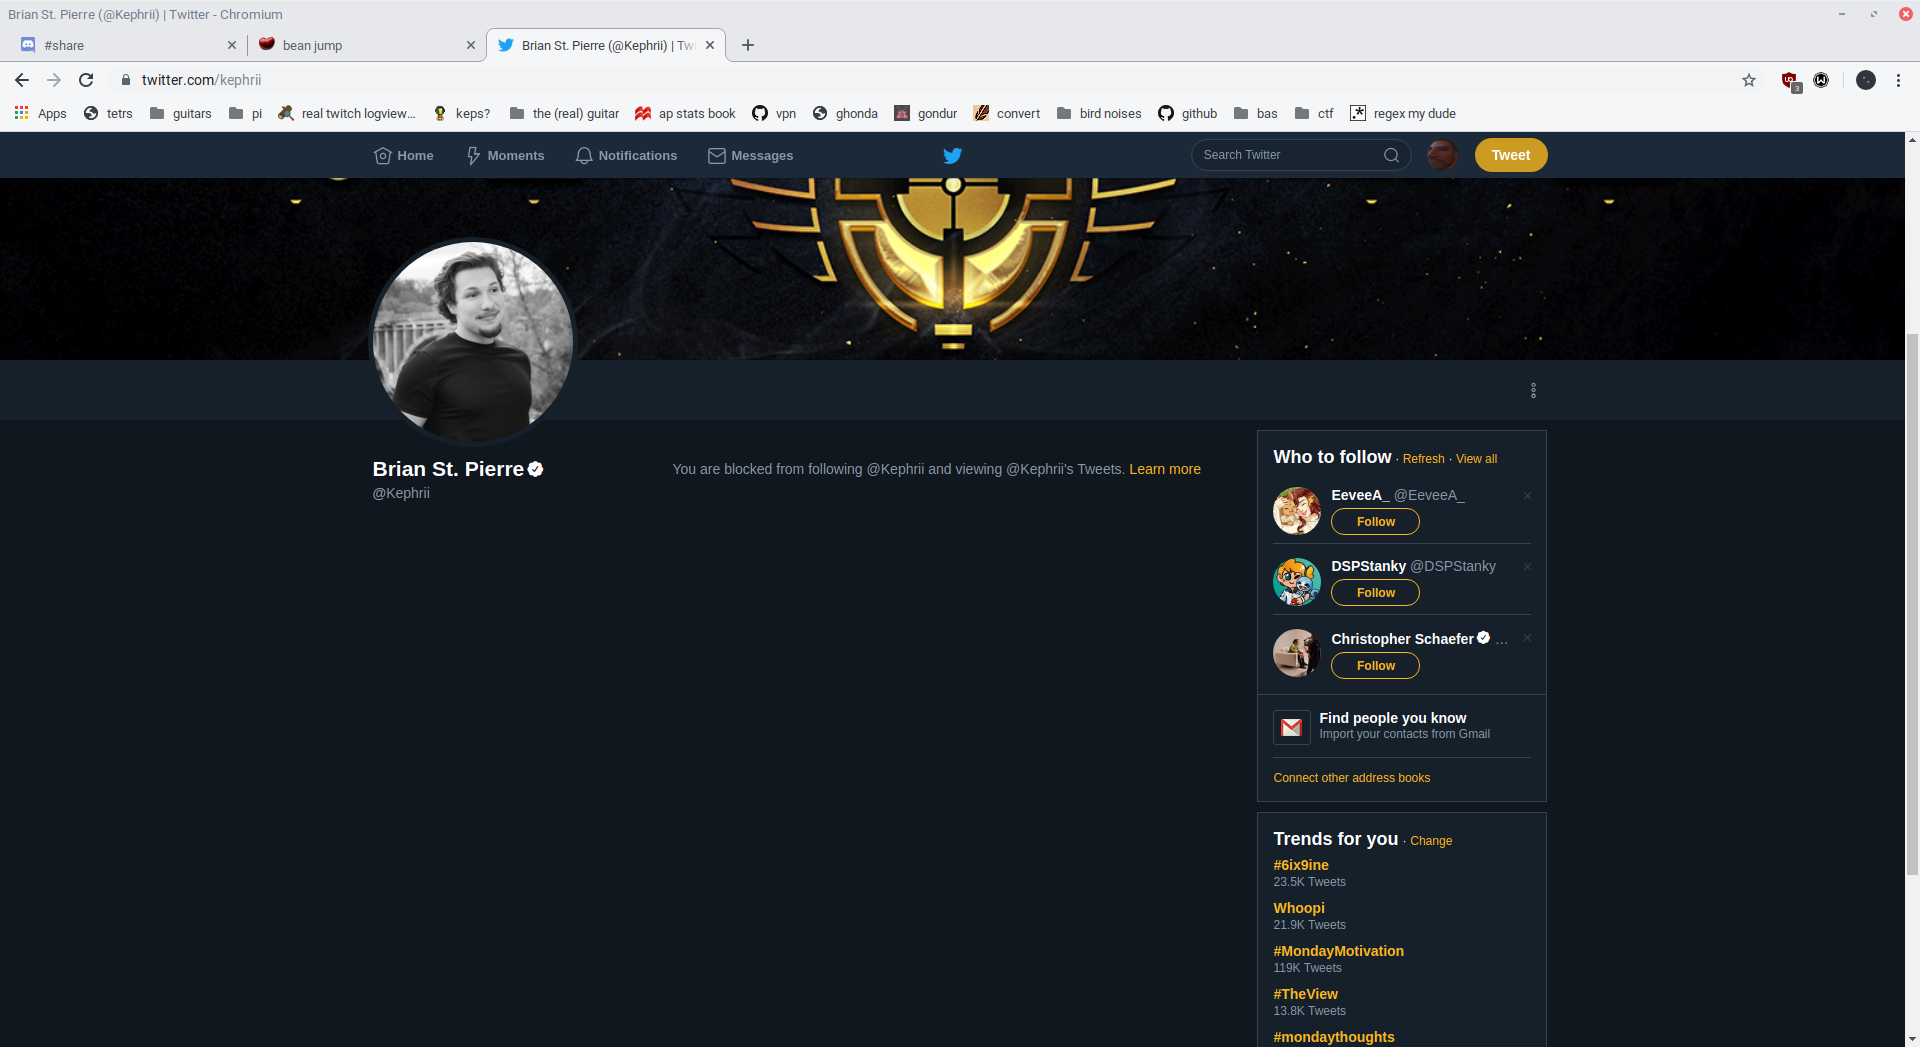 Brian St. Pierre (@Kephrii) | Twitter - Chromium
#share
bean jump
Brian St. Pierre (@Kephrii) | Twi
twitter.com/kephrii
3
Apps
tetrs
guitars
pi
real twitch logview...
keps?
the (real) guitar
ap stats book
vpn
ghonda
gondur
convert
bird noises
github
bas
ctf
regex my dude
Home
Moments
Notifications
Messages
Search Twitter
Tweet
Brian St. Pierre
@Kephrii
You are blocked from following @Kephrii and viewing @Kephrii's Tweets. Learn more
Who to follow · Refresh · View all
EeveeA_ @EeveeA_
Follow
DSPStanky @DSPStanky
Follow
Christopher Schaefer ...
Follow
Find people you know
Import your contacts from Gmail
Connect other address books
Trends for you · Change
#6ix9ine
23.5K Tweets
Whoopi
21.9K Tweets
#MondayMotivation
119K Tweets
#TheView
13.8K Tweets
#mondaythoughts